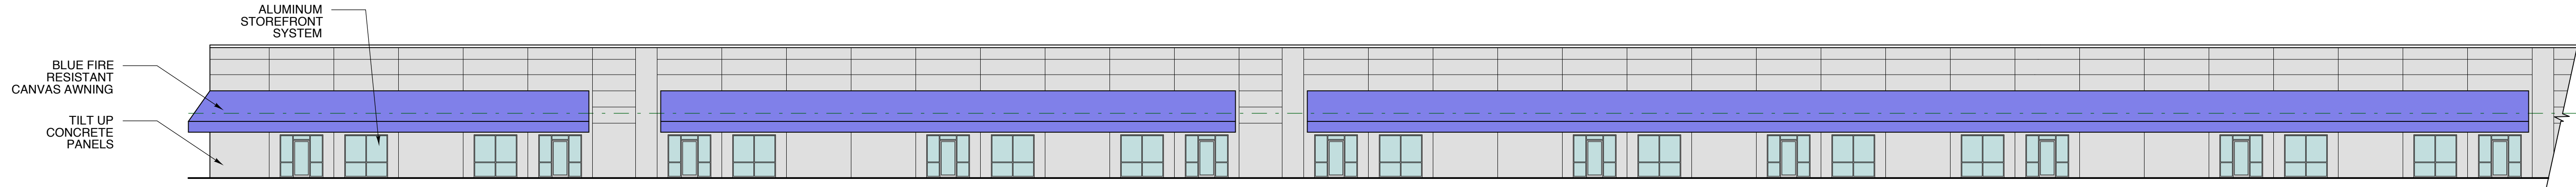 ALUMINUM
STOREFRONT
SYSTEM
BLUE FIRE
RESISTANT
CANVAS AWNING
TILT UP
CONCRETE
PANELS